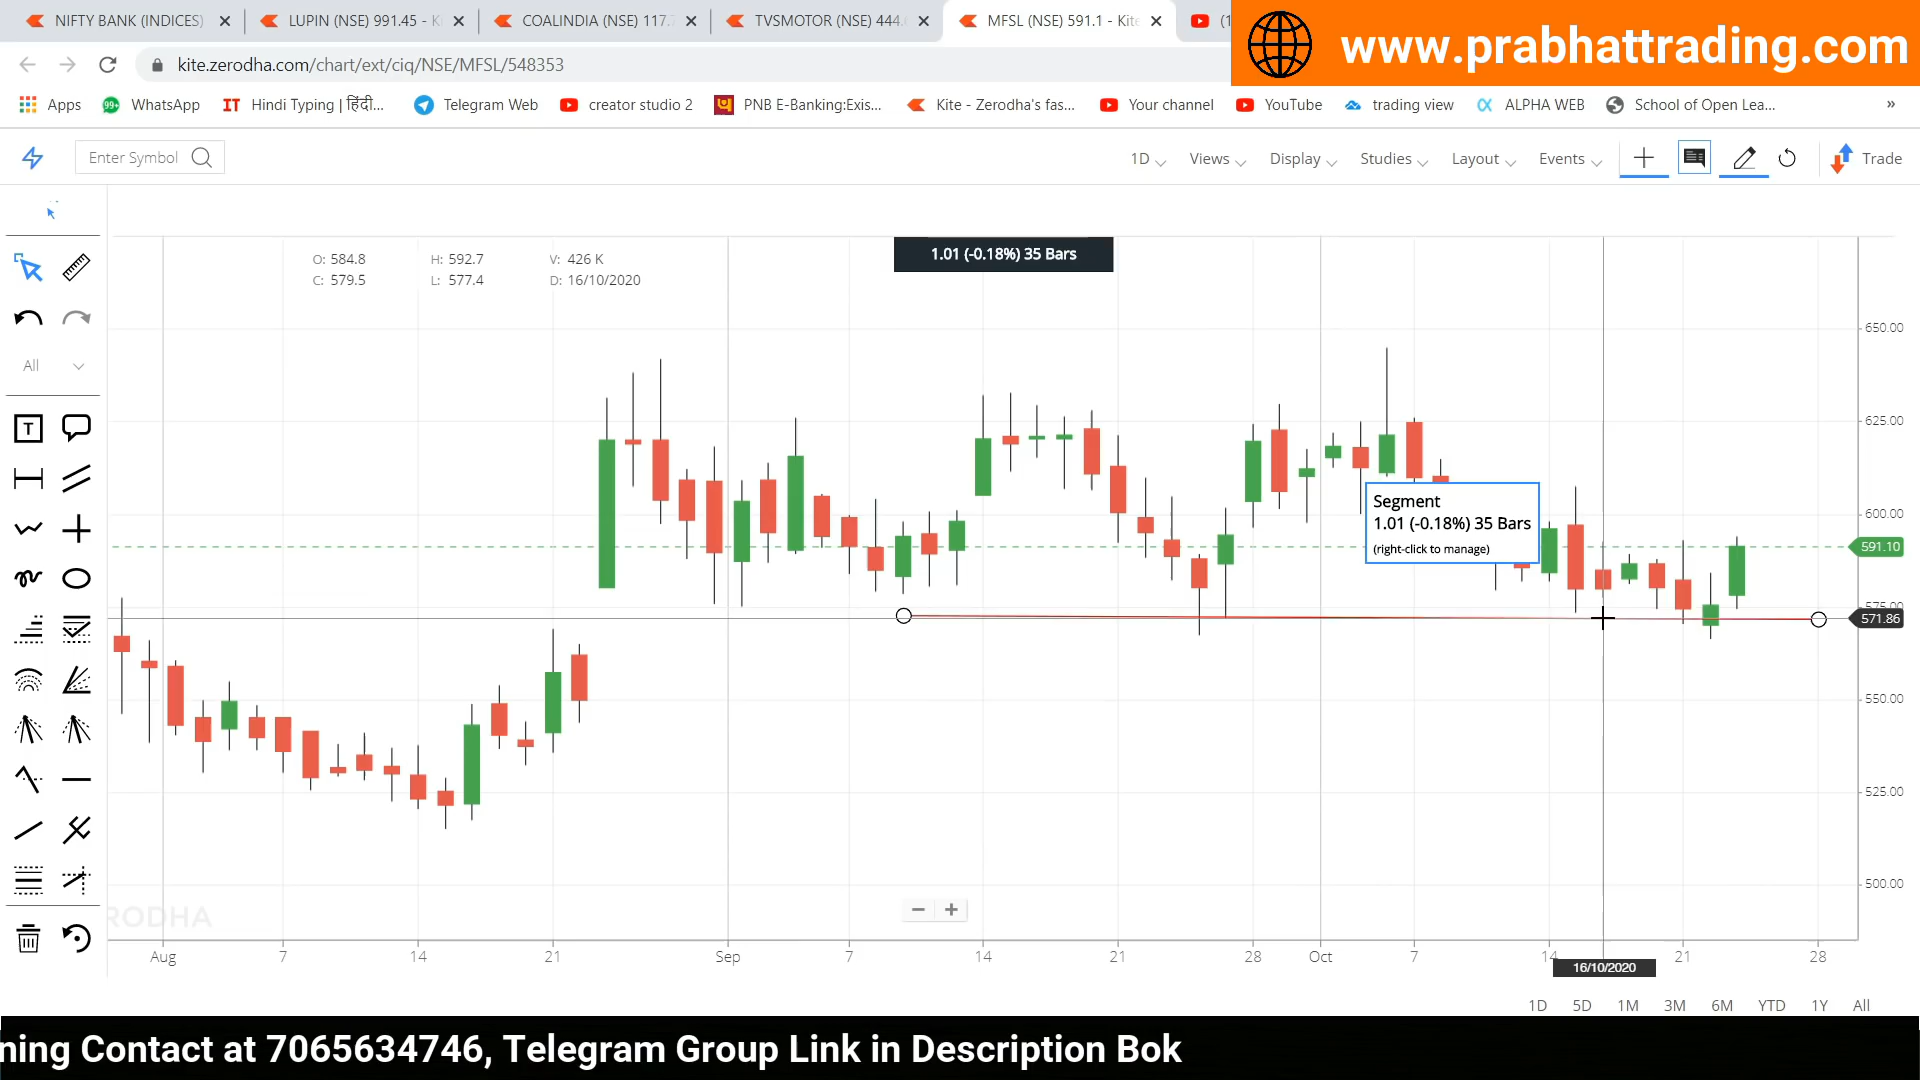 NIFTY BANK (INDICES)
LUPIN (NSE) 991.45 - K
COALINDIA (NSE) 117.
TVSMOTOR (NSE) 444.
MFSL (NSE) 591.1 - Kite
(1
www.prabhattrading.com
kite.zerodha.com/chart/ext/ciq/NSE/MFSL/548353
Apps
99+
WhatsApp
IT
Hindi Typing | हिंदी...
Telegram Web
creator studio 2
PNB E-Banking:Exis...
Kite - Zerodha's fas...
Your channel
YouTube
trading view
ALPHA WEB
School of Open Lea...
»
Enter Symbol
1D
Views
Display
Studies
Layout
Events
Trade
All
T
O: 584.8 H: 592.7 V: 426 K
C: 579.5 L: 577.4 D: 16/10/2020
1.01 (-0.18%) 35 Bars
Segment
1.01 (-0.18%) 35 Bars
(right-click to manage)
650.00
625.00
600.00
591.10
575.00
571.86
550.00
525.00
500.00
RODHA
Aug 7 14 21 Sep 7 14 21 28 Oct 7 14 21 28
16/10/2020
1D 5D 1M 3M 6M YTD 1Y All
ning Contact at 7065634746, Telegram Group Link in Description Bok